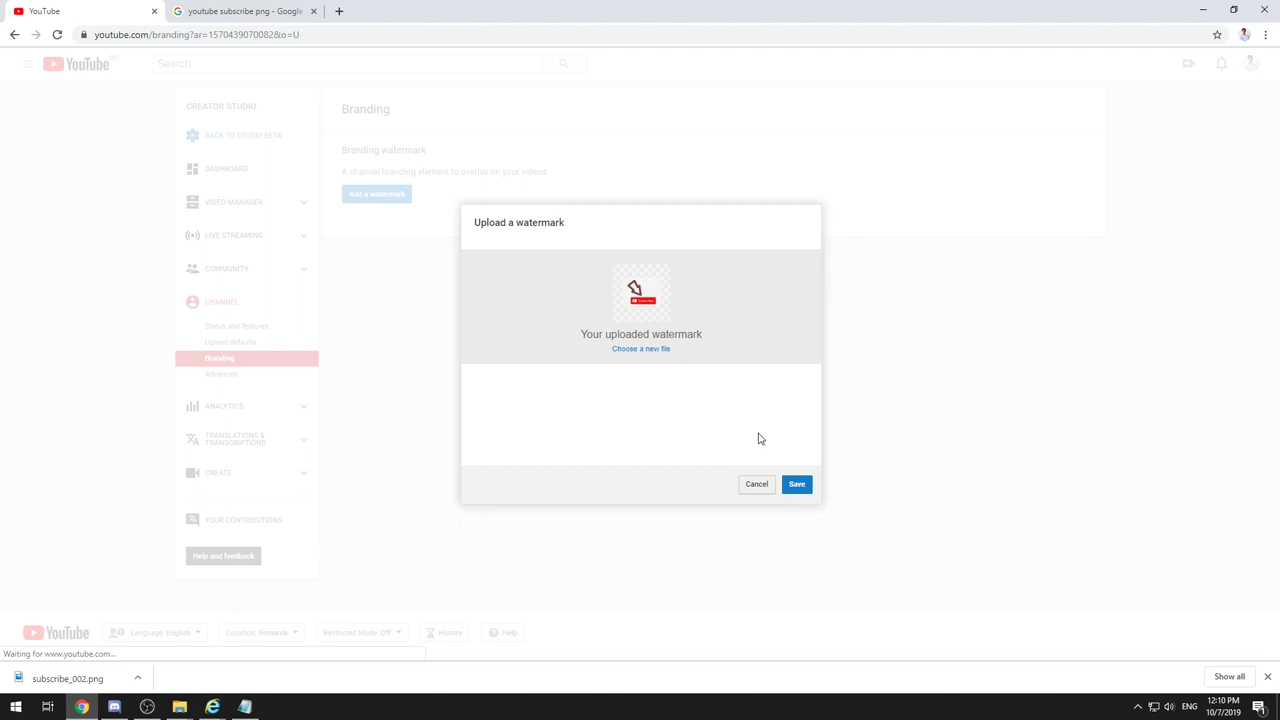 YouTube
youtube subscribe png - Google
youtube.com/branding?ar=1570439070082&o=U
YouTube RO
Search
CREATOR STUDIO
BACK TO STUDIO BETA
DASHBOARD
VIDEO MANAGER
LIVE STREAMING
COMMUNITY
CHANNEL
Status and features
Upload defaults
Branding
Advanced
ANALYTICS
TRANSLATIONS &
TRANSCRIPTIONS
CREATE
YOUR CONTRIBUTIONS
Help and feedback
Branding
Branding watermark
A channel branding element to overlay on your videos.
Add a watermark
Upload a watermark
Subscribe
Your uploaded watermark
Choose a new file
Cancel
Save
YouTube
Language: English
Location: Romania
Restricted Mode: Off
History
Help
Waiting for www.youtube.com...
subscribe_002.png
Show all
ENG
12:10 PM
10/7/2019
1